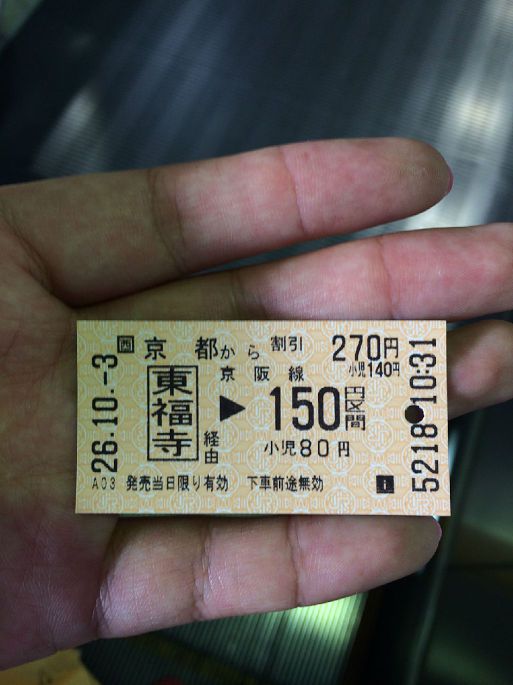 西 京都から 割引 270円
小児140円
東福寺 経由 ▶ 京阪線 150円区間
小児80円
A03 発売当日限り有効 下車前途無効 i
26.10.-3
5218 10:31